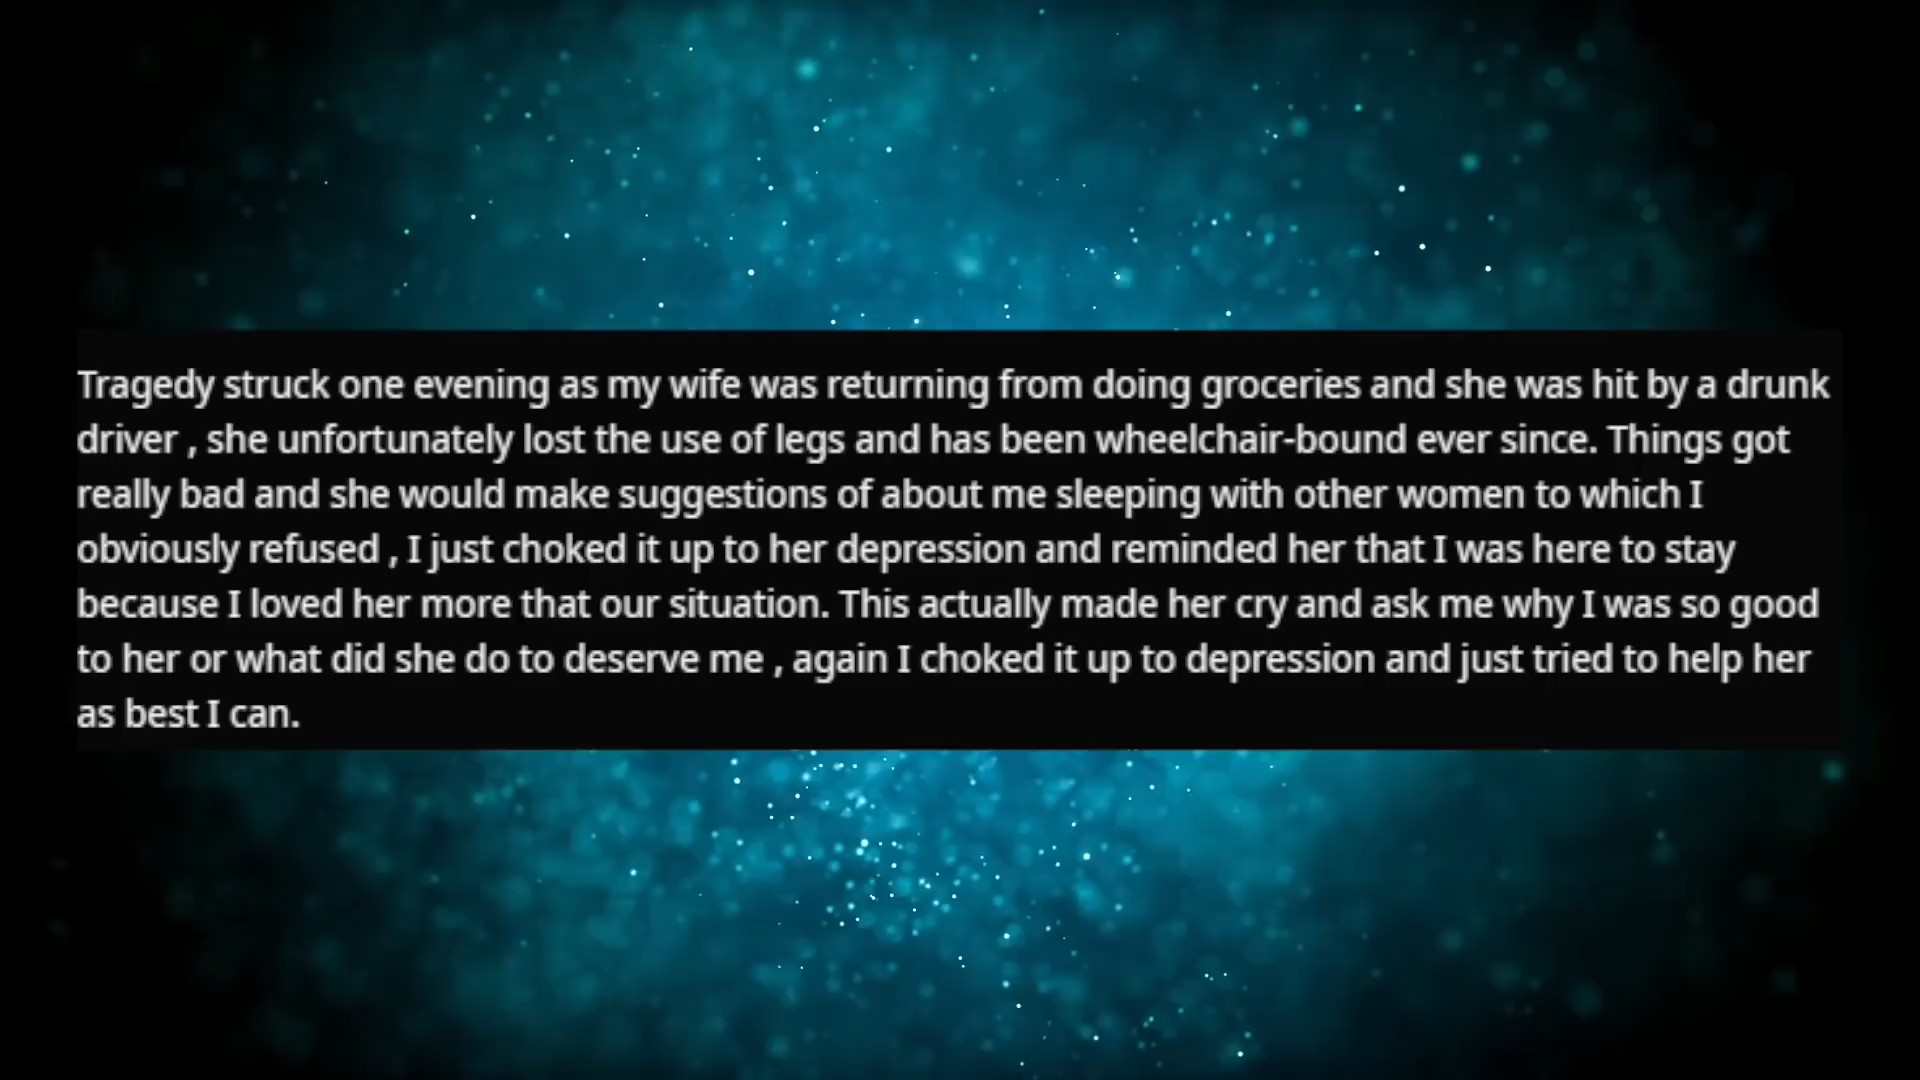 Tragedy struck one evening as my wife was returning from doing groceries and she was hit by a drunk
driver , she unfortunately lost the use of legs and has been wheelchair-bound ever since. Things got
really bad and she would make suggestions of about me sleeping with other women to which I
obviously refused , I just choked it up to her depression and reminded her that I was here to stay
because I loved her more that our situation. This actually made her cry and ask me why I was so good
to her or what did she do to deserve me , again I choked it up to depression and just tried to help her
as best I can.